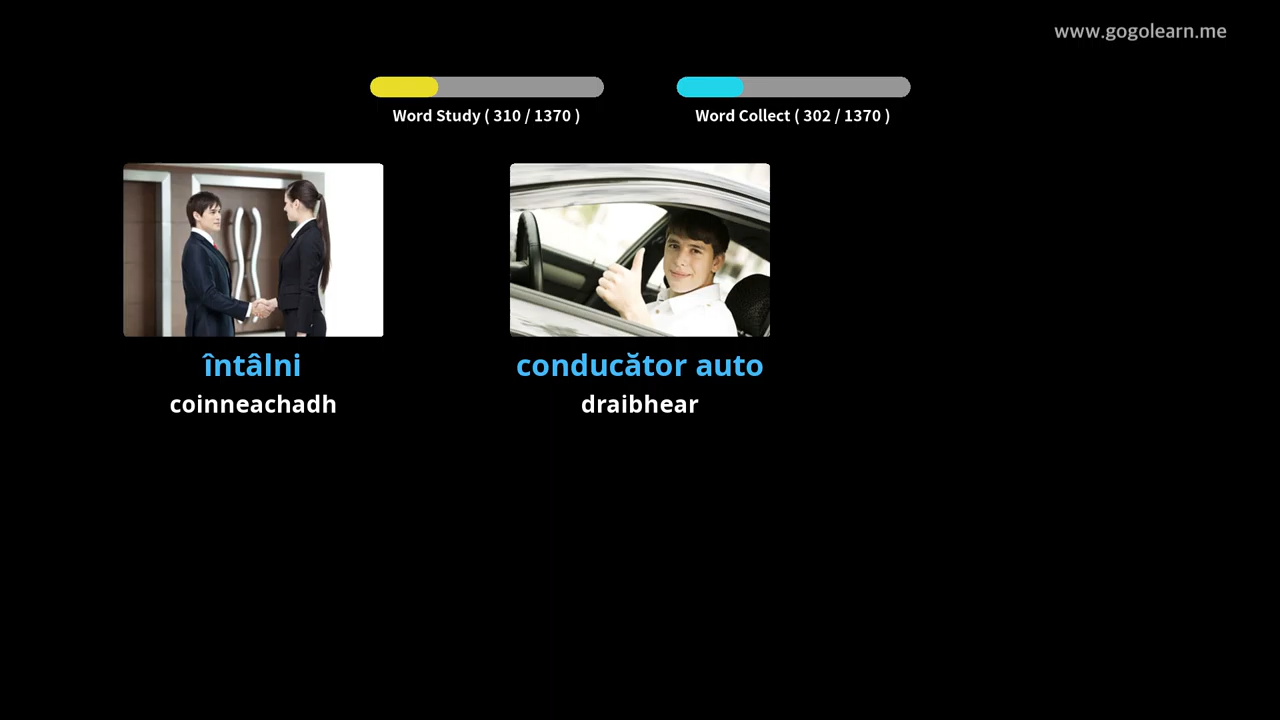 www.gogolearn.me
Word Study ( 310 / 1370 )
Word Collect ( 302 / 1370 )
întâlni
conducător auto
coinneachadh
draibhear